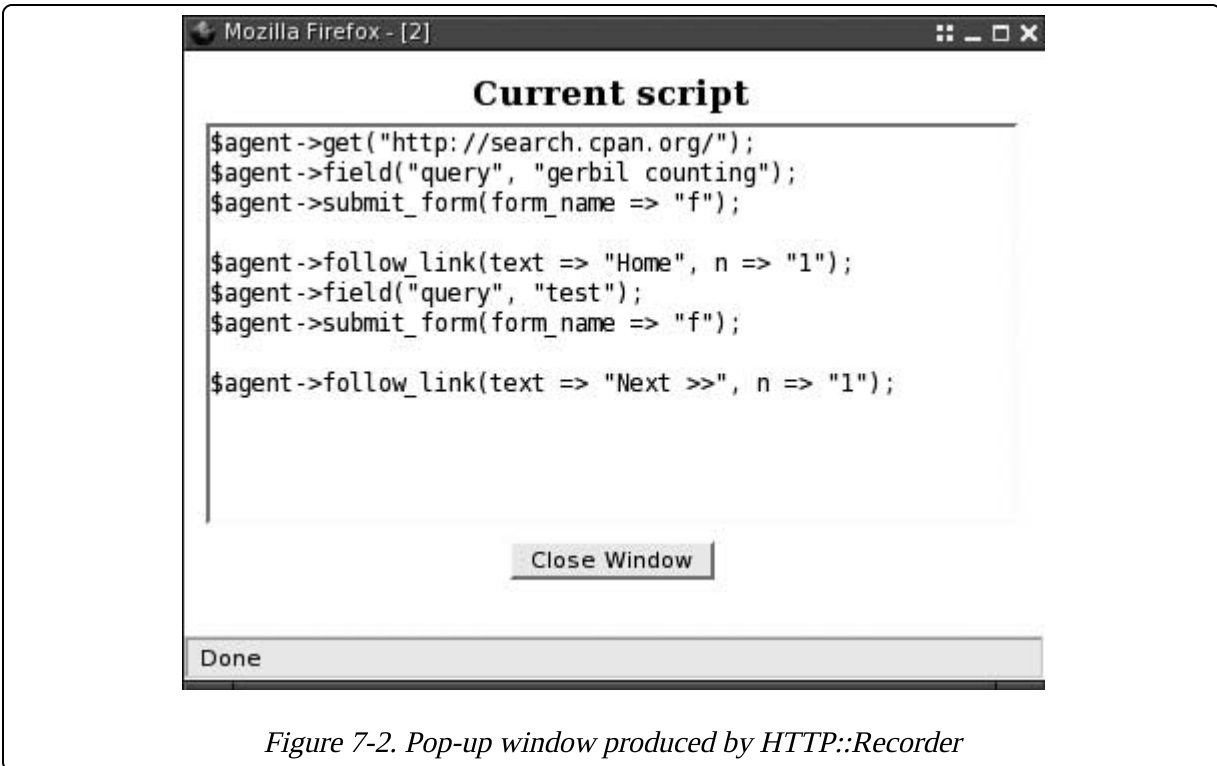 Mozilla Firefox - [2]
Current script
$agent->get("http://search.cpan.org/");
$agent->field("query", "gerbil counting");
$agent->submit_form(form_name => "f");
$agent->follow_link(text => "Home", n => "1");
$agent->field("query", "test");
$agent->submit_form(form_name => "f");
$agent->follow_link(text => "Next >>", n => "1");
Close Window
Done
Figure 7-2. Pop-up window produced by HTTP::Recorder